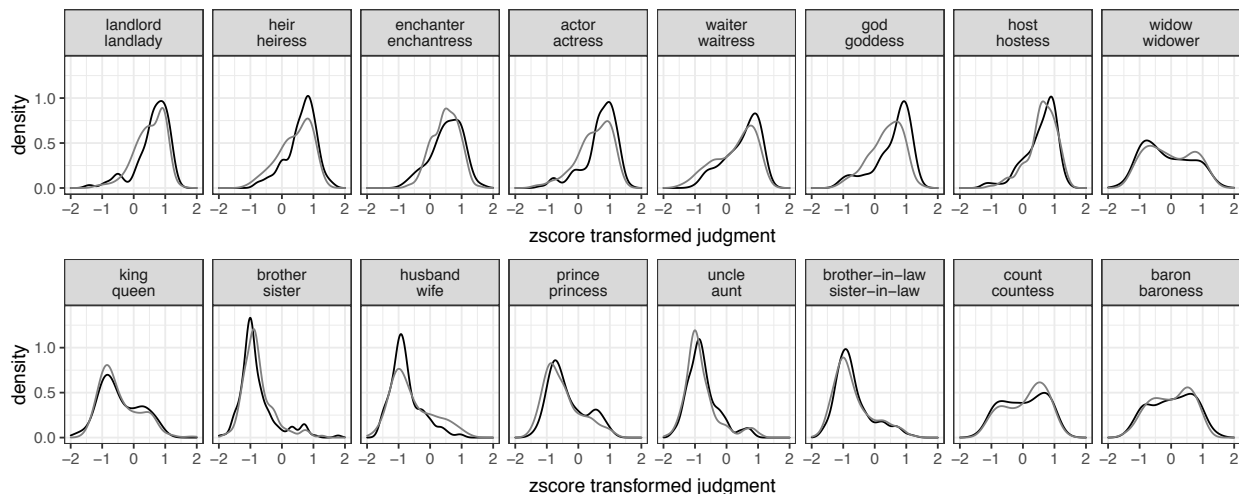 landlord heir enchanter actor waiter god host widow
landlady heiress enchantress actress waitress goddess hostess widower
density
1.0
0.5
0.0
−2 −1 0 1 2 −2 −1 0 1 2 −2 −1 0 1 2 −2 −1 0 1 2 −2 −1 0 1 2 −2 −1 0 1 2 −2 −1 0 1 2 −2 −1 0 1 2
zscore transformed judgment
king brother husband prince uncle brother−in−law count baron
queen sister wife princess aunt sister−in−law countess baroness
density
1.0
0.5
0.0
−2 −1 0 1 2 −2 −1 0 1 2 −2 −1 0 1 2 −2 −1 0 1 2 −2 −1 0 1 2 −2 −1 0 1 2 −2 −1 0 1 2 −2 −1 0 1 2
zscore transformed judgment